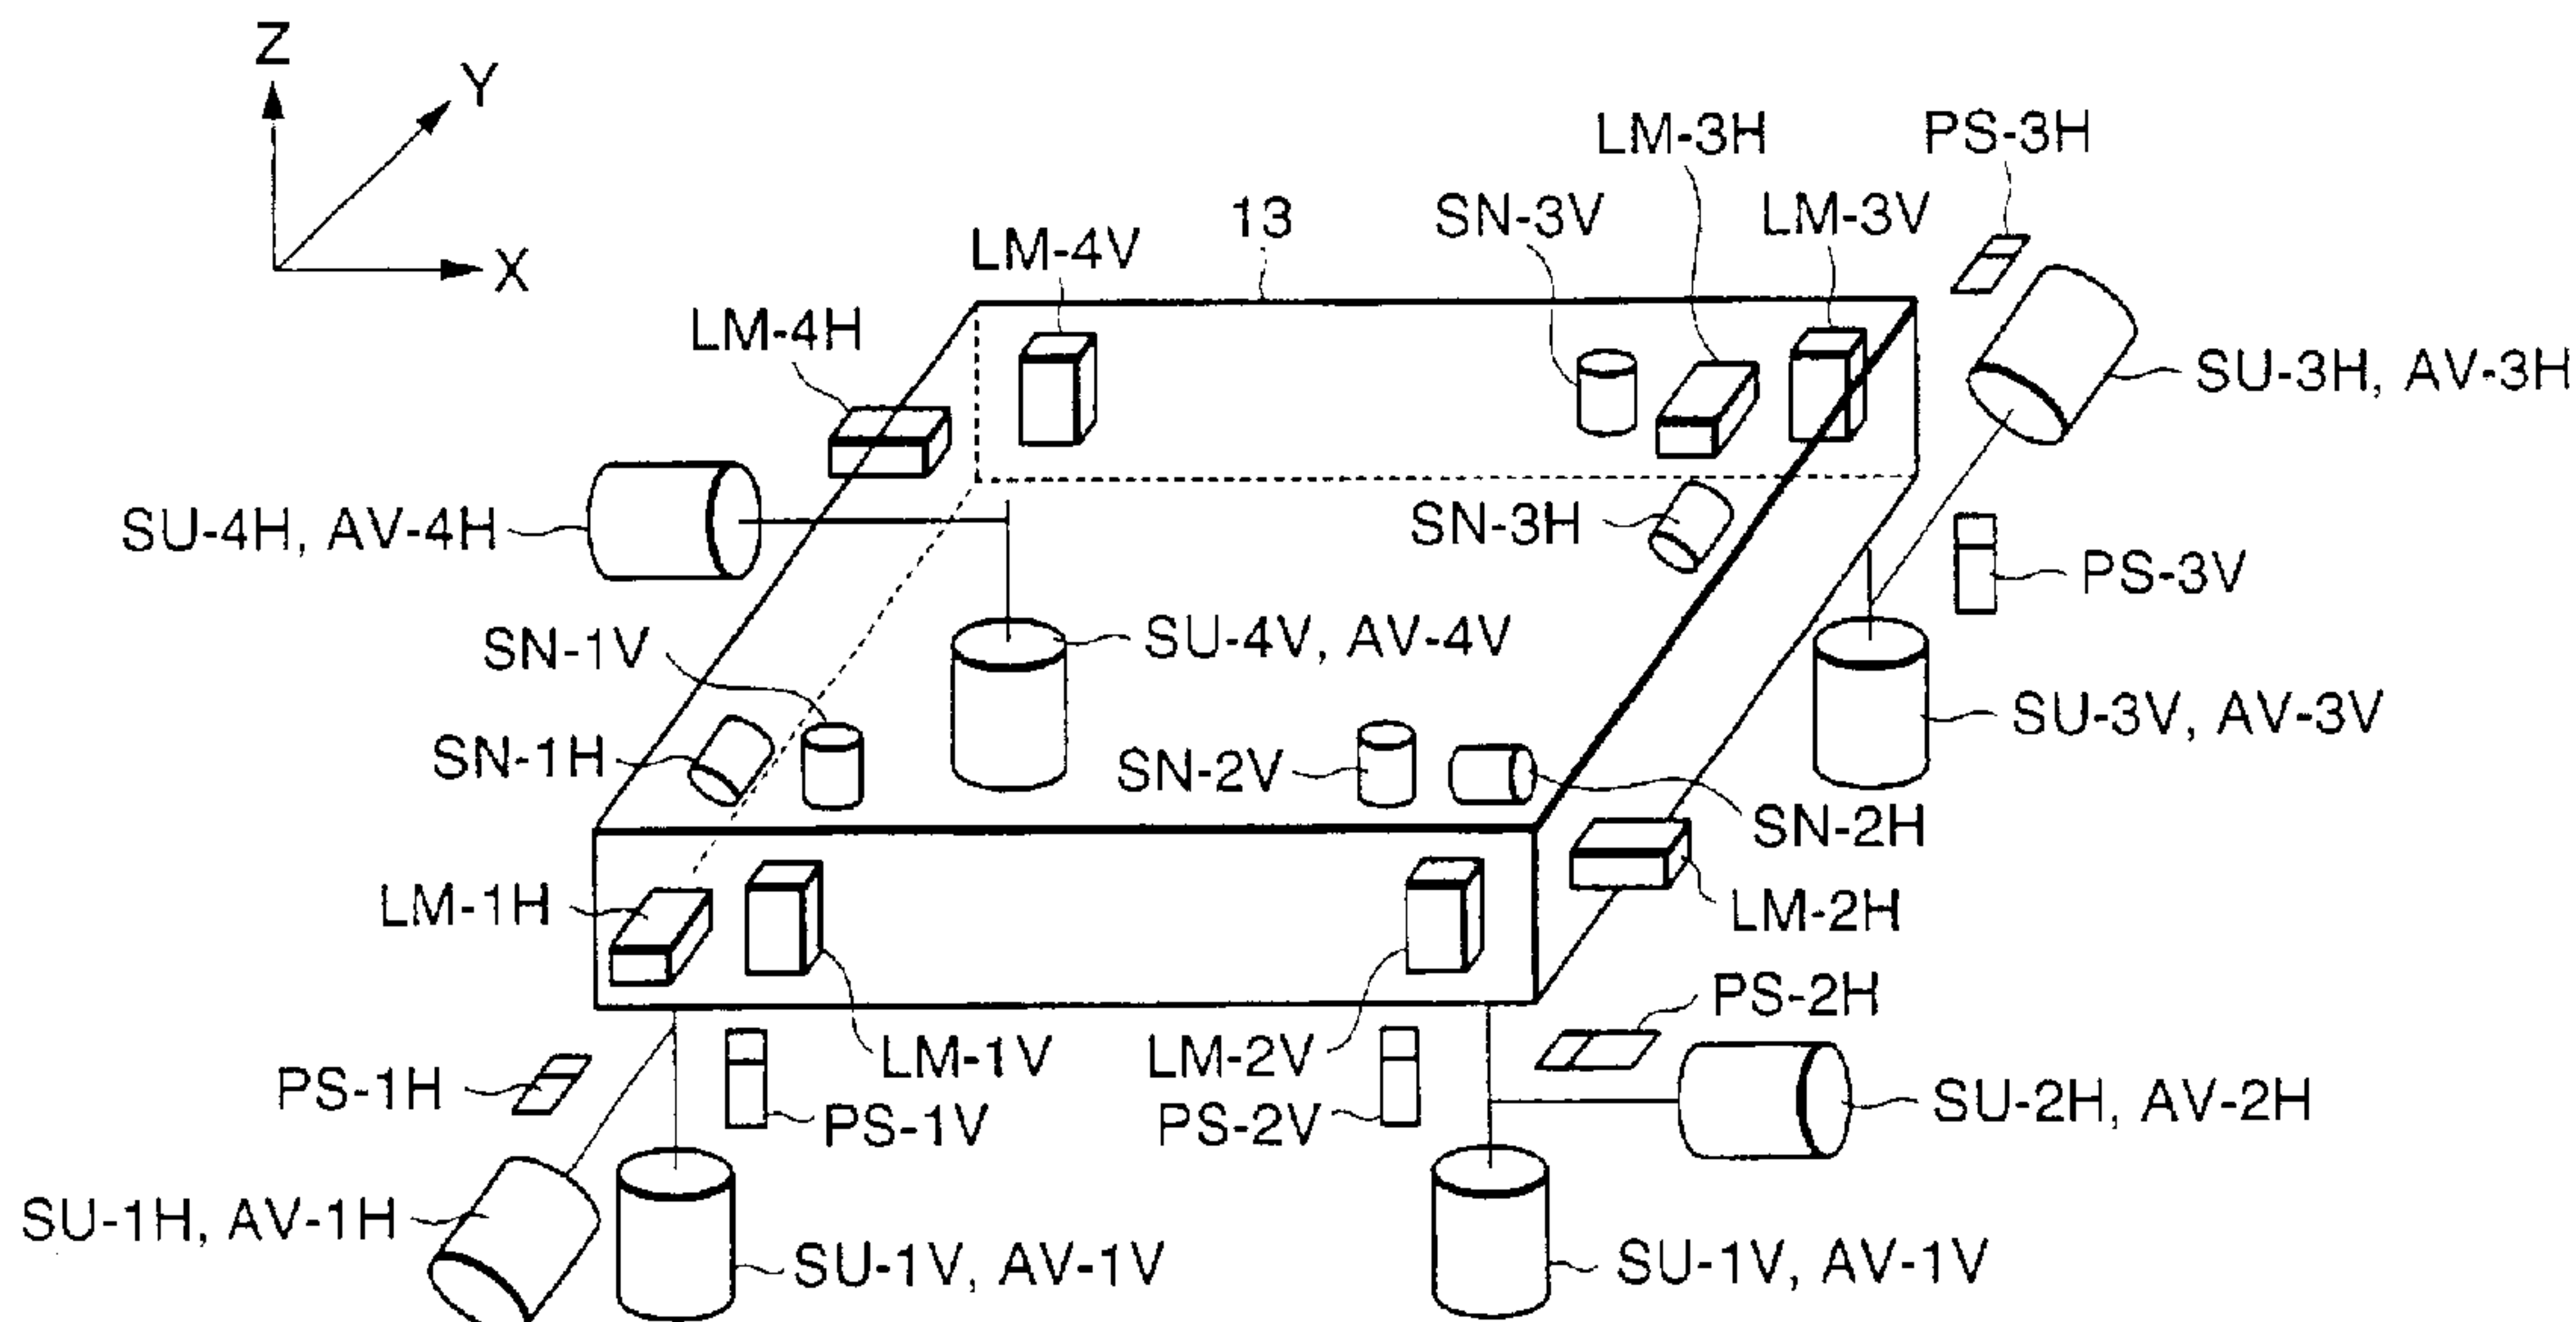 Z
Y
X
LM-3H
PS-3H
13
SN-3V
LM-3V
LM-4V
LM-4H
SU-3H, AV-3H
SU-4H, AV-4H
SN-3H
PS-3V
SN-1V
SU-4V, AV-4V
SU-3V, AV-3V
SN-1H
SN-2V
SN-2H
LM-1H
LM-2H
PS-2H
LM-1V
LM-2V
PS-1H
PS-1V
PS-2V
SU-2H, AV-2H
SU-1H, AV-1H
SU-1V, AV-1V
SU-1V, AV-1V